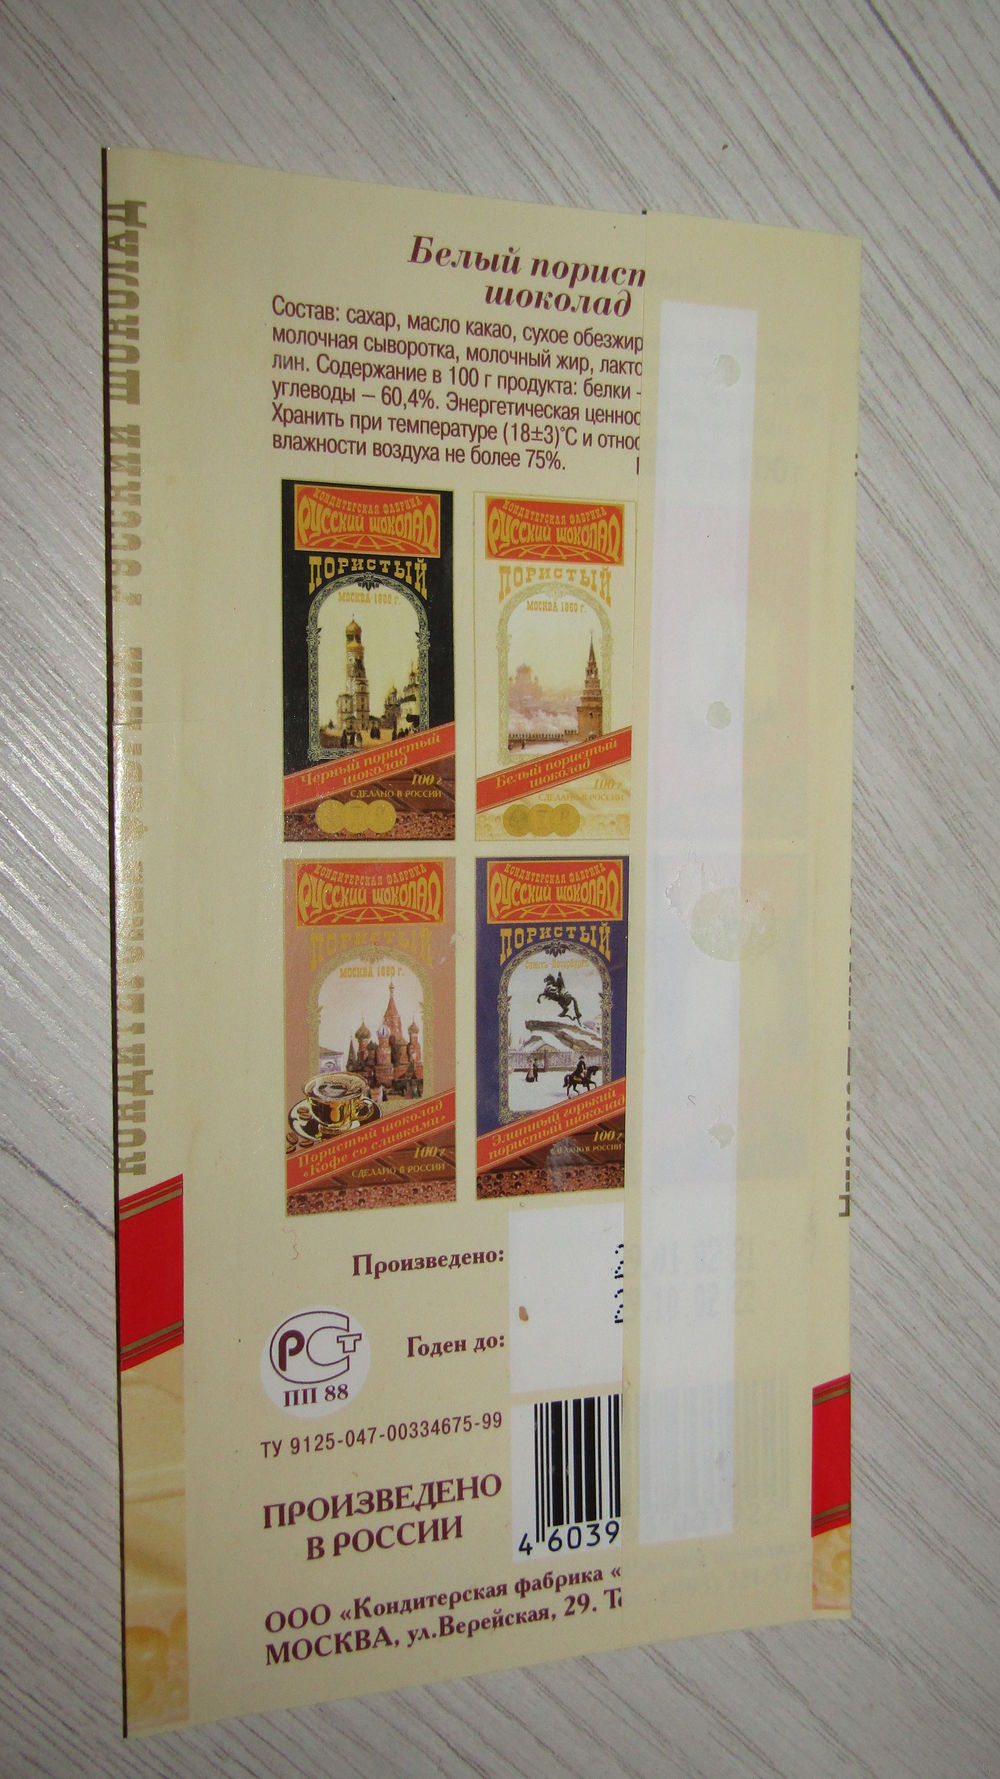 Белый порист
шоколад
Состав: сахар, масло какао, сухое обезжир
молочная сыворотка, молочный жир, лакто
лин. Содержание в 100 г продукта: белки -
углеводы – 60,4%. Энергетическая ценнос
Хранить при температуре (18±3)°С и относ
влажности воздуха не более 75%.
КОНДИТЕРСКАЯ ФАБРИКА
РУССКИЙ ШОКОЛАД
ПОРИСТЫЙ
МОСКВА 1900 г.
Черный пористый
шоколад
100 г
СДЕЛАНО В РОССИИ
КОНДИТЕРСКАЯ ФАБРИКА
РУССКИЙ ШОКОЛАД
ПОРИСТЫЙ
МОСКВА 1860 г.
Белый пористый
шоколад
100 г
СДЕЛАНО В РОССИИ
КОНДИТЕРСКАЯ ФАБРИКА
РУССКИЙ ШОКОЛАД
ПОРИСТЫЙ
МОСКВА 1880 г.
Пористый шоколад
«Кофе со сливками»
100 г
СДЕЛАНО В РОССИИ
КОНДИТЕРСКАЯ ФАБРИКА
РУССКИЙ ШОКОЛАД
ПОРИСТЫЙ
Элитный горький
пористый шоколад
100 г
СДЕЛАНО В РОССИИ
Произведено:
Годен до:
РСТ
ПП 88
ТУ 9125-047-00334675-99
ПРОИЗВЕДЕНО
В РОССИИ
4 6039
ООО «Кондитерская фабрика «
МОСКВА, ул.Верейская, 29. Те
КОНДИТЕРСКАЯ ФАБРИКА "РУССКИЙ ШОКОЛАД